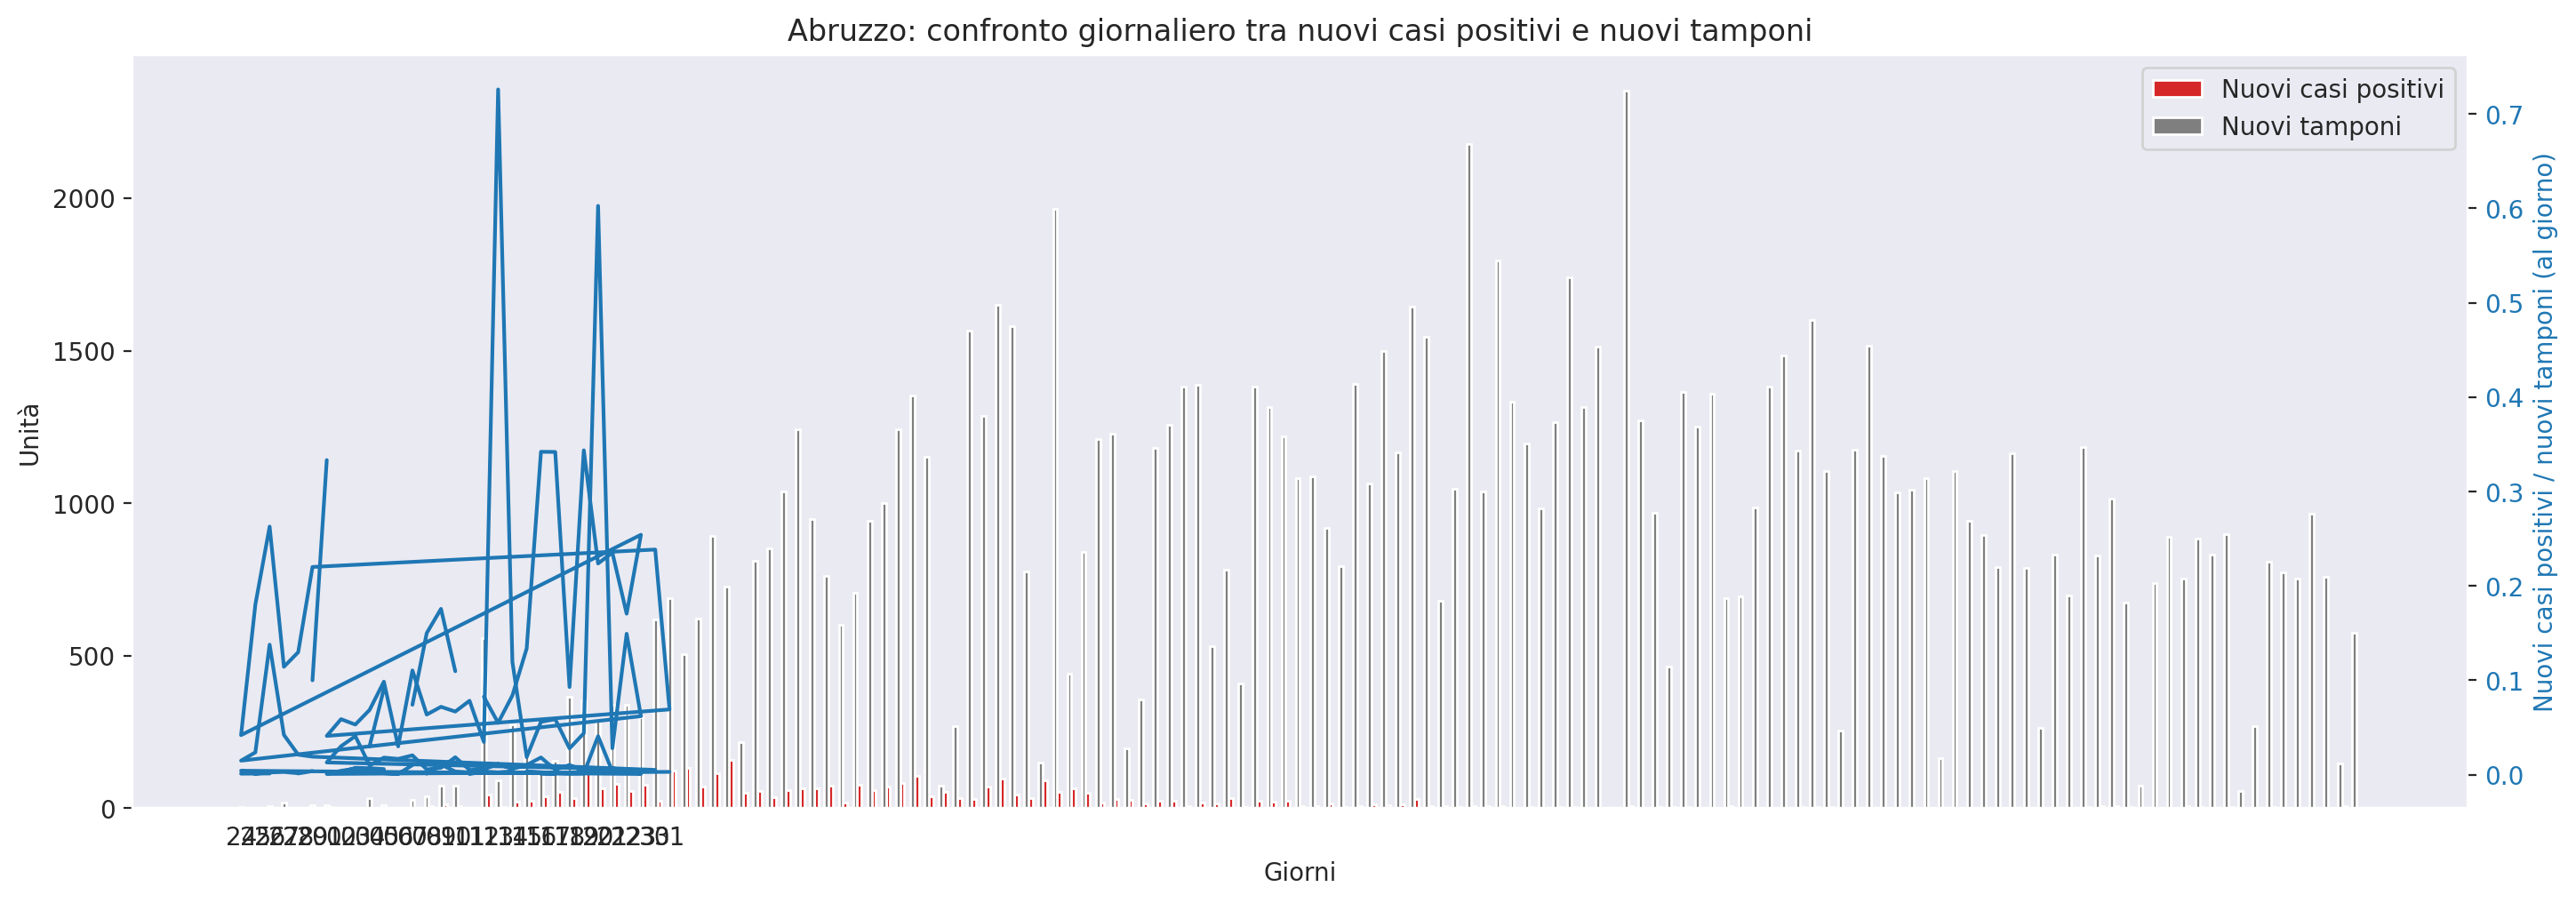 Abruzzo: confronto giornaliero tra nuovi casi positivi e nuovi tamponi
Nuovi casi positivi
Nuovi tamponi
Unità
2000
1500
1000
500
0
0.7
0.6
0.5
0.4
0.3
0.2
0.1
0.0
Nuovi casi positivi / nuovi tamponi (al giorno)
Giorni